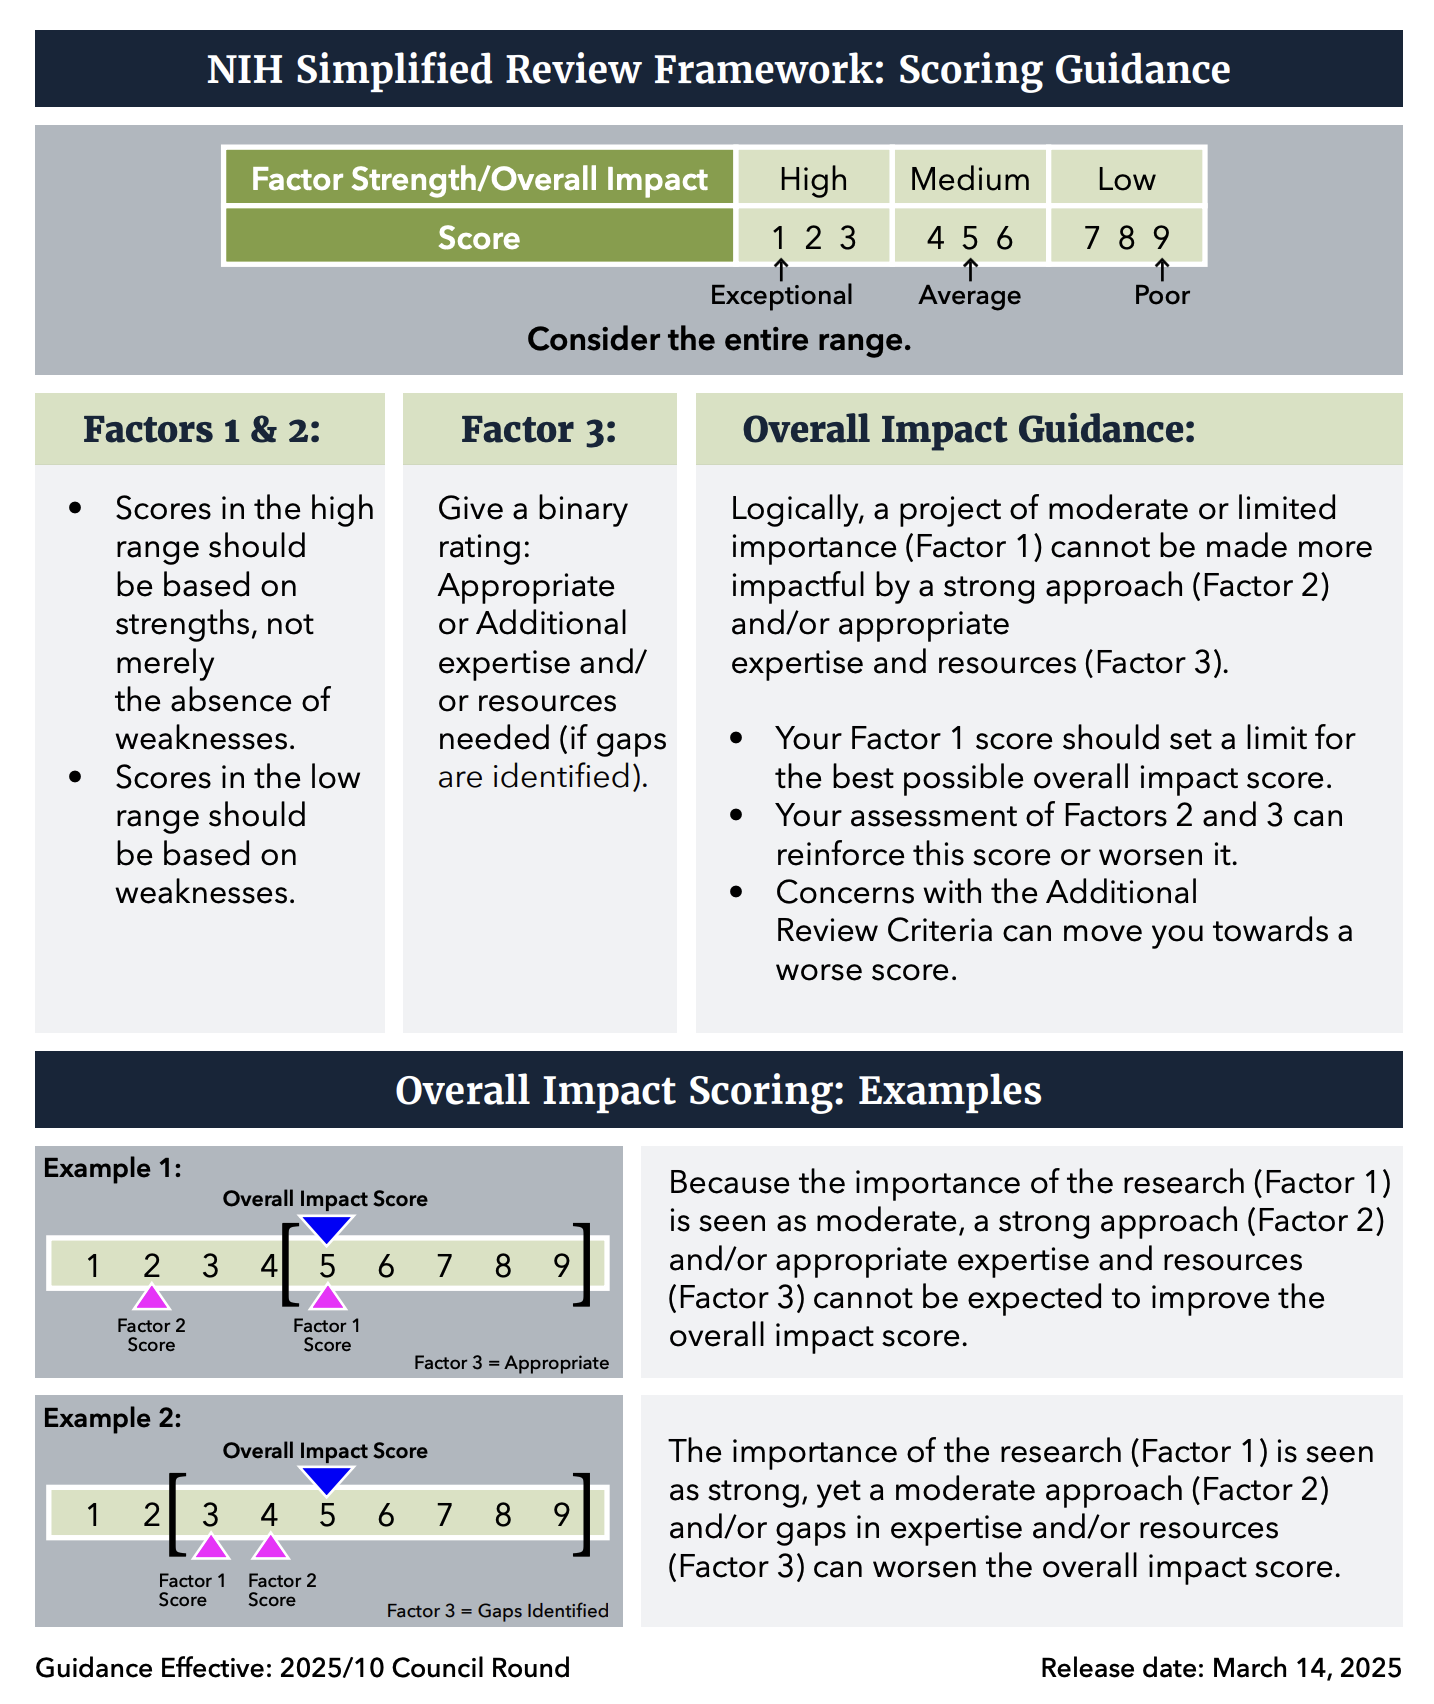 NIH Simplified Review Framework: Scoring Guidance
Factor Strength/Overall Impact High Medium Low
Score 1 2 3 4 5 6 7 8 9
Exceptional Average Poor
Consider the entire range.
Factors 1 & 2:
• Scores in the high
range should
be based on
strengths, not
merely
the absence of
weaknesses.
• Scores in the low
range should
be based on
weaknesses.
Factor 3:
Give a binary
rating:
Appropriate
or Additional
expertise and/
or resources
needed (if gaps
are identified).
Overall Impact Guidance:
Logically, a project of moderate or limited
importance (Factor 1) cannot be made more
impactful by a strong approach (Factor 2)
and/or appropriate
expertise and resources (Factor 3).
• Your Factor 1 score should set a limit for
the best possible overall impact score.
• Your assessment of Factors 2 and 3 can
reinforce this score or worsen it.
• Concerns with the Additional
Review Criteria can move you towards a
worse score.
Overall Impact Scoring: Examples
Example 1:
Overall Impact Score
1 2 3 4 [ 5 6 7 8 9 ]
Factor 2
Score
Factor 1
Score
Factor 3 = Appropriate
Because the importance of the research (Factor 1)
is seen as moderate, a strong approach (Factor 2)
and/or appropriate expertise and resources
(Factor 3) cannot be expected to improve the
overall impact score.
Example 2:
Overall Impact Score
1 2 [ 3 4 5 6 7 8 9 ]
Factor 1
Score
Factor 2
Score
Factor 3 = Gaps Identified
The importance of the research (Factor 1) is seen
as strong, yet a moderate approach (Factor 2)
and/or gaps in expertise and/or resources
(Factor 3) can worsen the overall impact score.
Guidance Effective: 2025/10 Council Round
Release date: March 14, 2025